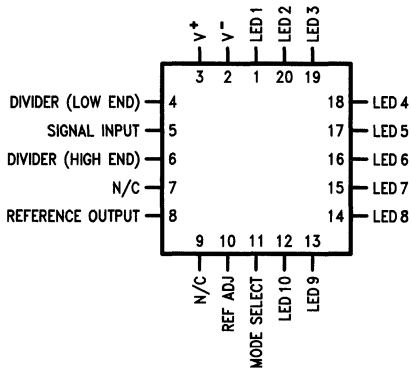 V+
V-
LED 1
LED 2
LED 3
3 2 1 20 19
DIVIDER (LOW END) 4
SIGNAL INPUT 5
DIVIDER (HIGH END) 6
N/C 7
REFERENCE OUTPUT 8
18 LED 4
17 LED 5
16 LED 6
15 LED 7
14 LED 8
9 10 11 12 13
N/C
REF ADJ
MODE SELECT
LED 10
LED 9